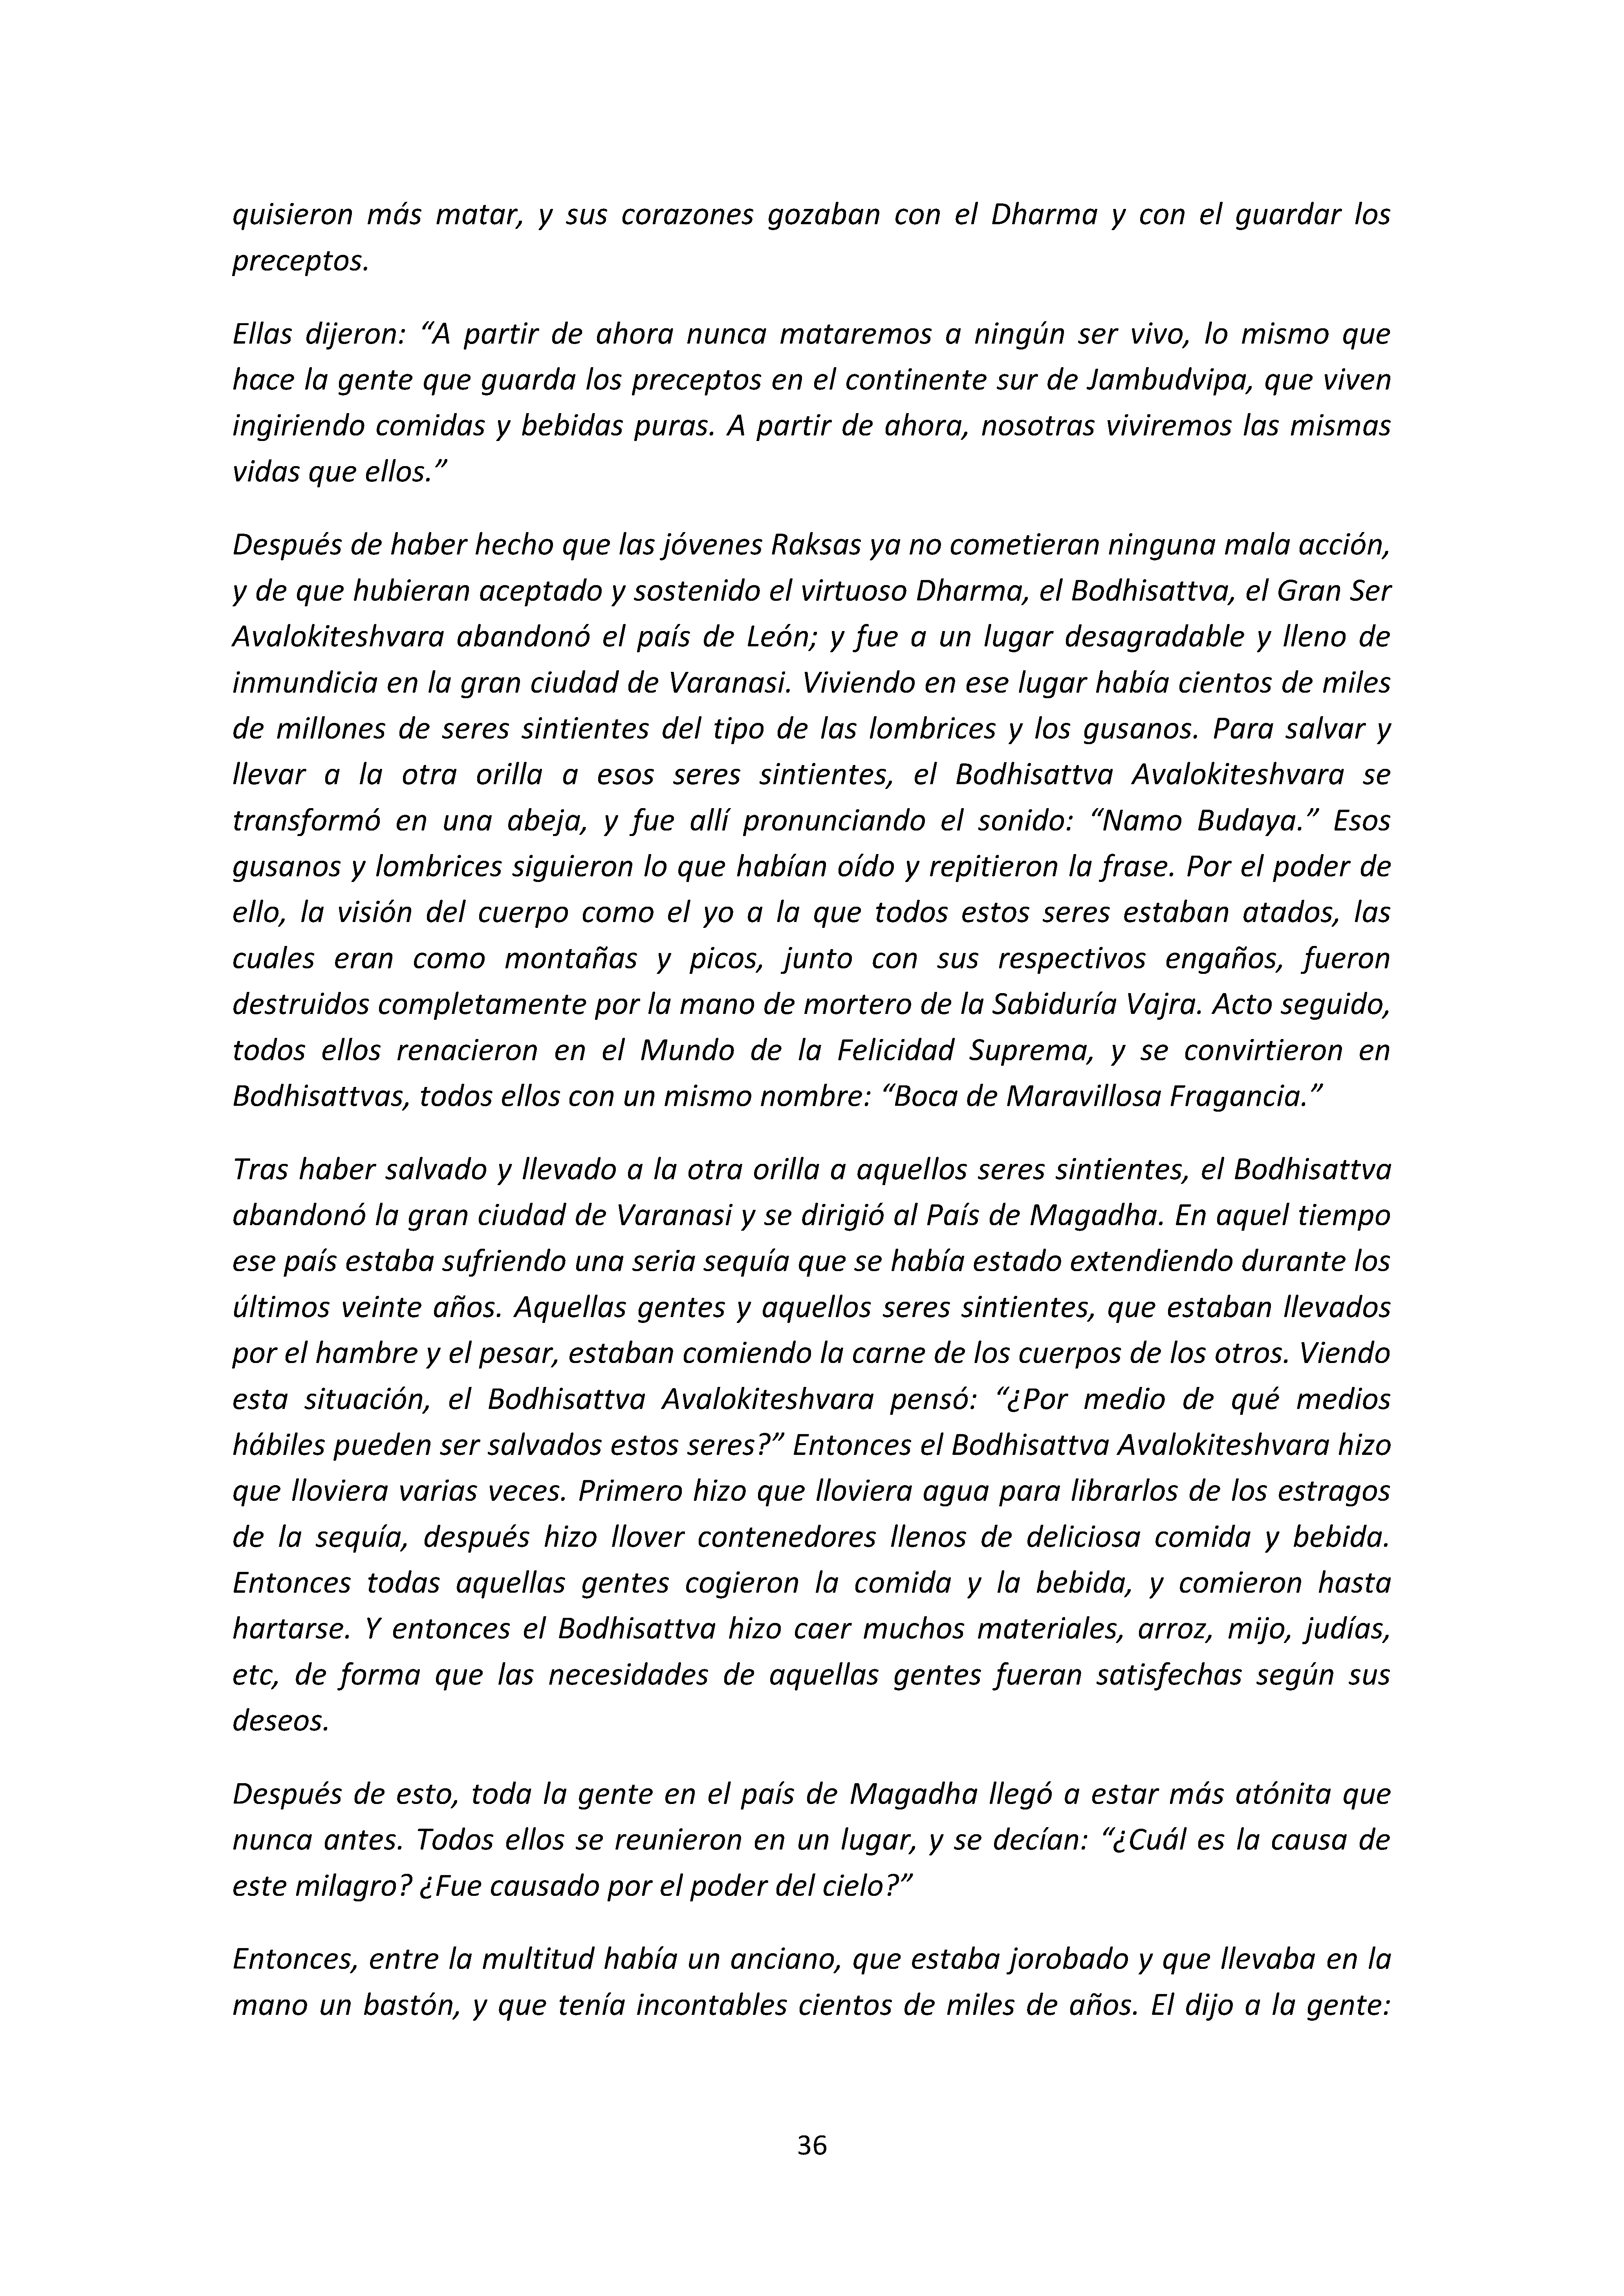 quisieron más matar, y sus corazones gozaban con el Dharma y con el guardar los
preceptos.
Ellas dijeron: “A partir de ahora nunca mataremos a ningún ser vivo, lo mismo que
hace la gente que guarda los preceptos en el continente sur de Jambudvipa, que viven
ingiriendo comidas y bebidas puras. A partir de ahora, nosotras viviremos las mismas
vidas que ellos.”
Después de haber hecho que las jóvenes Raksas ya no cometieran ninguna mala acción,
y de que hubieran aceptado y sostenido el virtuoso Dharma, el Bodhisattva, el Gran Ser
Avalokiteshvara abandonó el país de León; y fue a un lugar desagradable y lleno de
inmundicia en la gran ciudad de Varanasi. Viviendo en ese lugar había cientos de miles
de millones de seres sintientes del tipo de las lombrices y los gusanos. Para salvar y
llevar a la otra orilla a esos seres sintientes, el Bodhisattva Avalokiteshvara se
transformó en una abeja, y fue allí pronunciando el sonido: “Namo Budaya.” Esos
gusanos y lombrices siguieron lo que habían oído y repitieron la frase. Por el poder de
ello, la visión del cuerpo como el yo a la que todos estos seres estaban atados, las
cuales eran como montañas y picos, junto con sus respectivos engaños, fueron
destruidos completamente por la mano de mortero de la Sabiduría Vajra. Acto seguido,
todos ellos renacieron en el Mundo de la Felicidad Suprema, y se convirtieron en
Bodhisattvas, todos ellos con un mismo nombre: “Boca de Maravillosa Fragancia.”
Tras haber salvado y llevado a la otra orilla a aquellos seres sintientes, el Bodhisattva
abandonó la gran ciudad de Varanasi y se dirigió al País de Magadha. En aquel tiempo
ese país estaba sufriendo una seria sequía que se había estado extendiendo durante los
últimos veinte años. Aquellas gentes y aquellos seres sintientes, que estaban llevados
por el hambre y el pesar, estaban comiendo la carne de los cuerpos de los otros. Viendo
esta situación, el Bodhisattva Avalokiteshvara pensó: “¿Por medio de qué medios
hábiles pueden ser salvados estos seres?” Entonces el Bodhisattva Avalokiteshvara hizo
que lloviera varias veces. Primero hizo que lloviera agua para librarlos de los estragos
de la sequía, después hizo llover contenedores llenos de deliciosa comida y bebida.
Entonces todas aquellas gentes cogieron la comida y la bebida, y comieron hasta
hartarse. Y entonces el Bodhisattva hizo caer muchos materiales, arroz, mijo, judías,
etc, de forma que las necesidades de aquellas gentes fueran satisfechas según sus
deseos.
Después de esto, toda la gente en el país de Magadha llegó a estar más atónita que
nunca antes. Todos ellos se reunieron en un lugar, y se decían: “¿Cuál es la causa de
este milagro? ¿Fue causado por el poder del cielo?”
Entonces, entre la multitud había un anciano, que estaba jorobado y que llevaba en la
mano un bastón, y que tenía incontables cientos de miles de años. El dijo a la gente:
36